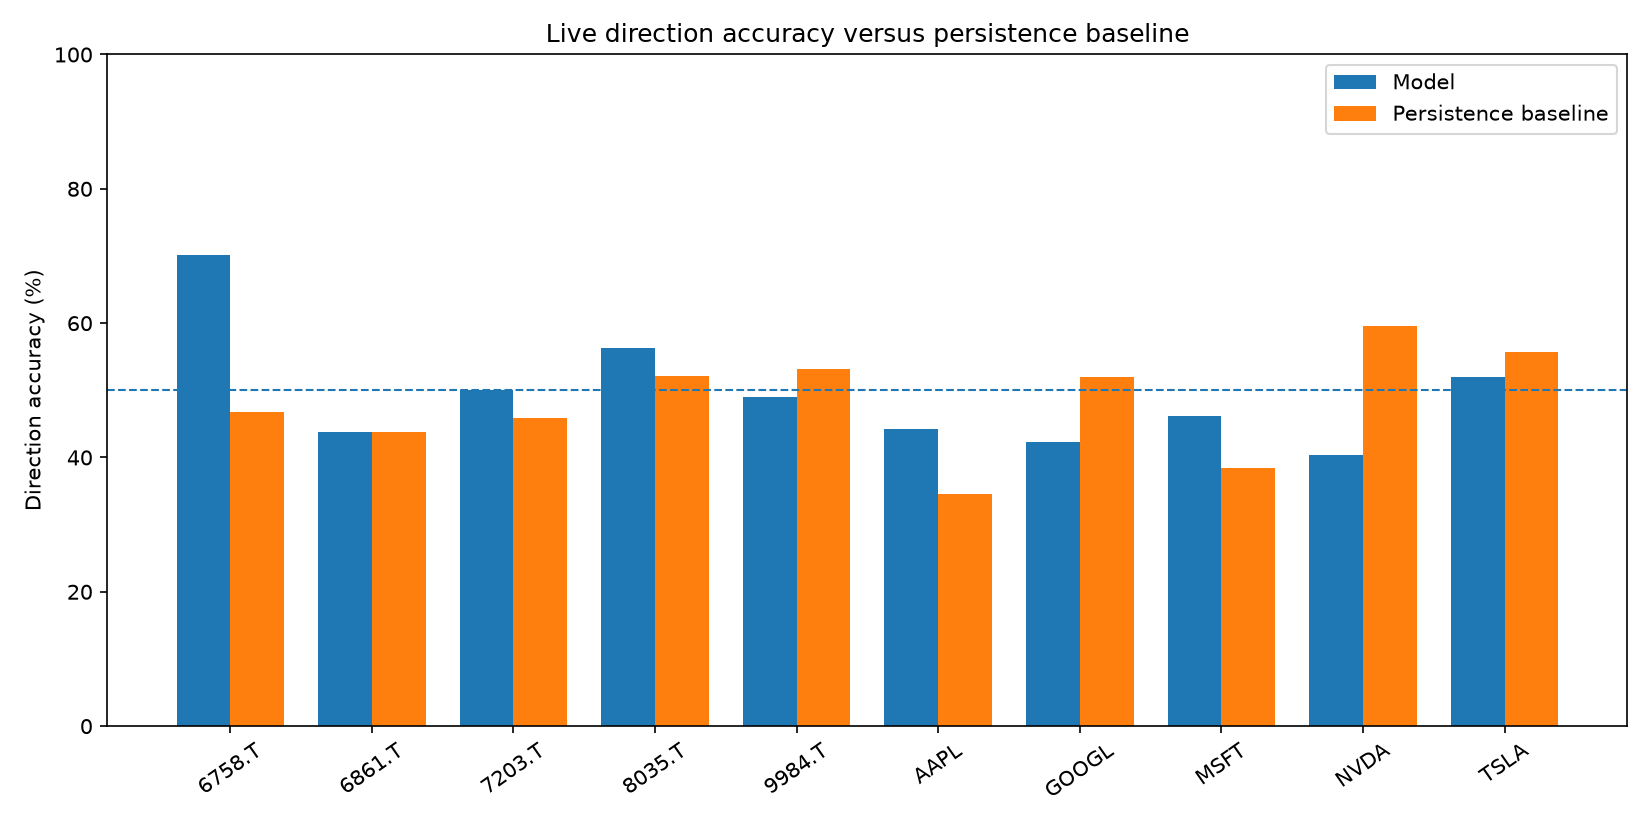 Live direction accuracy versus persistence baseline
Model
Persistence baseline
Direction accuracy (%)
100
80
60
40
20
0
6758.T
6861.T
7203.T
8035.T
9984.T
AAPL
GOOGL
MSFT
NVDA
TSLA